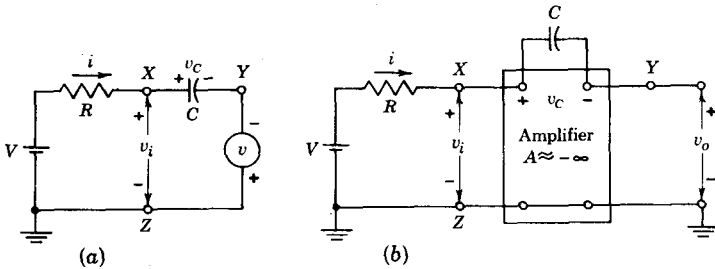 i
R
X
+
v_C
-
C
Y
-
v
+
+
v_i
-
V
Z
(a)
C
i
R
X
+
v_C
-
Y
+
v_i
-
Amplifier
A≈-∞
+
v_o
-
V
Z
(b)